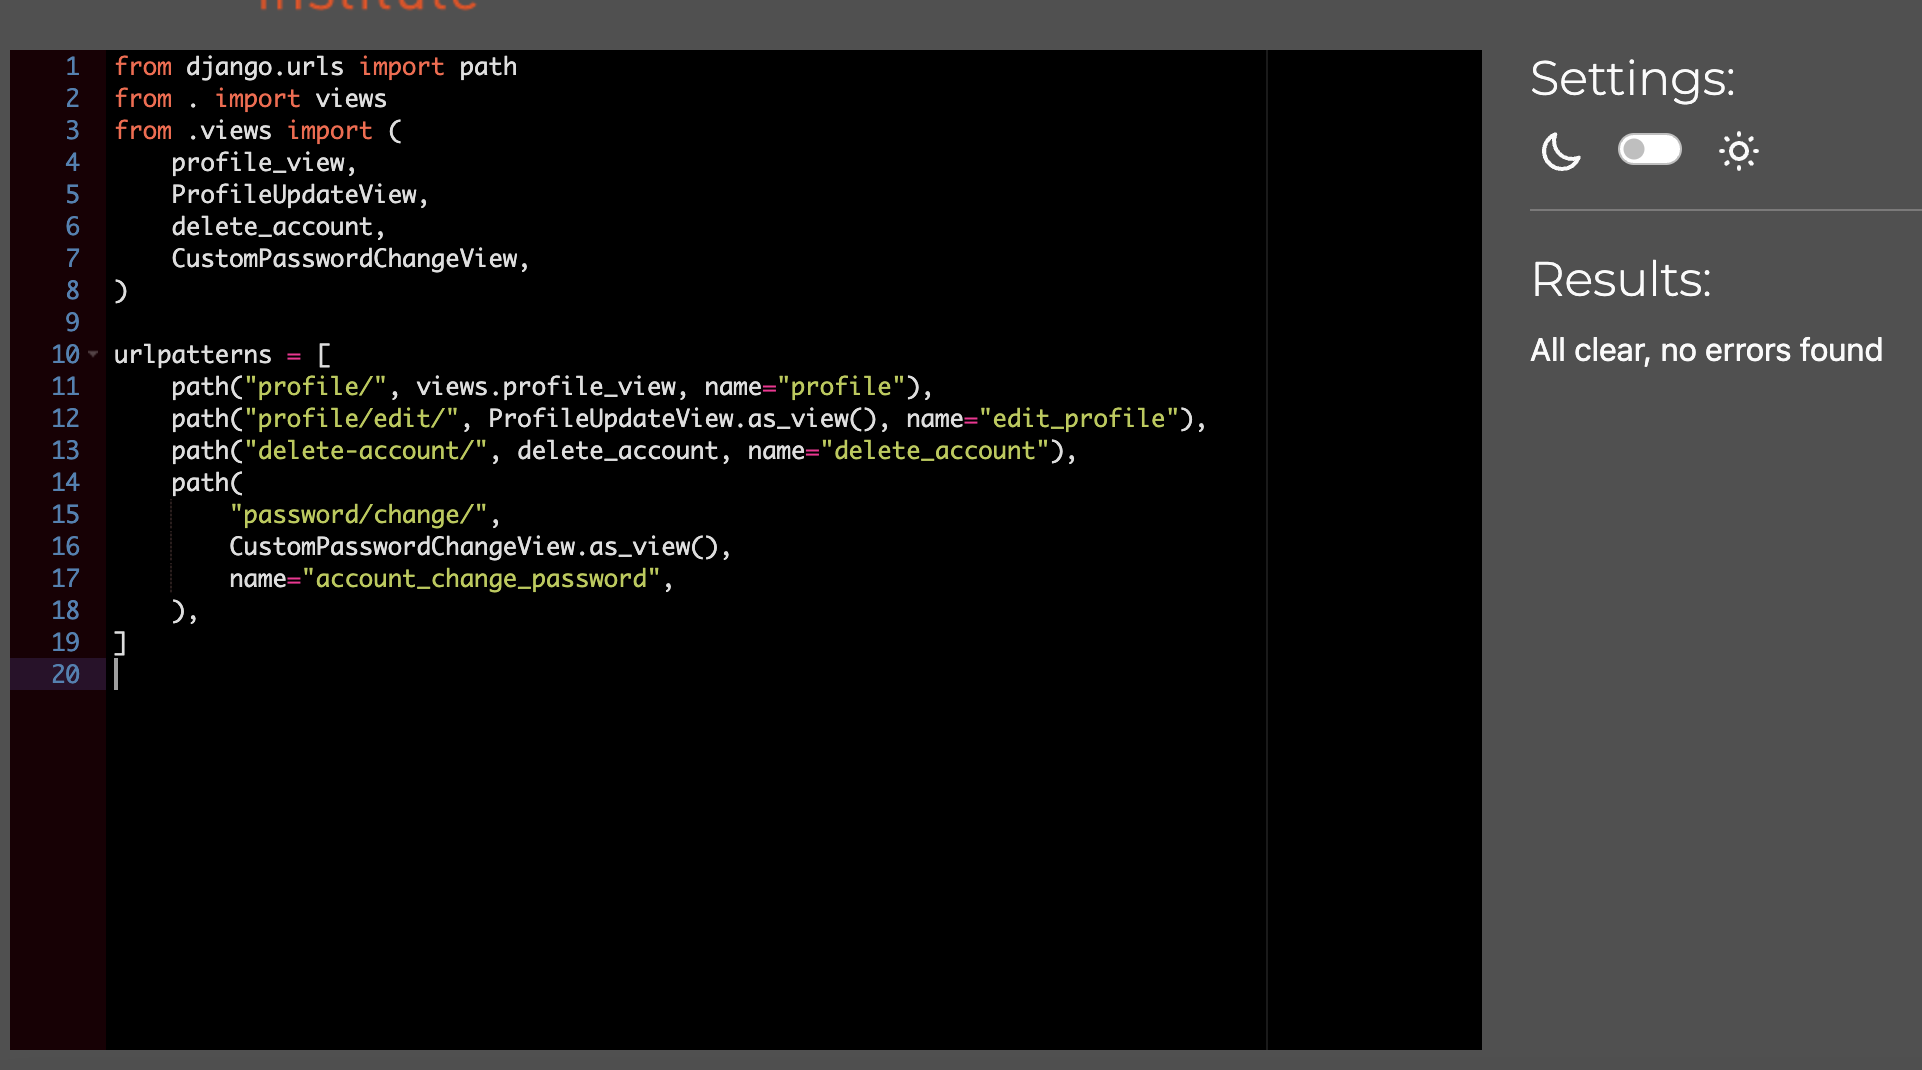 institute
1 from django.urls import path
2 from . import views
3 from .views import (
4     profile_view,
5     ProfileUpdateView,
6     delete_account,
7     CustomPasswordChangeView,
8 )
9
10 urlpatterns = [
11     path("profile/", views.profile_view, name="profile"),
12     path("profile/edit/", ProfileUpdateView.as_view(), name="edit_profile"),
13     path("delete-account/", delete_account, name="delete_account"),
14     path(
15         "password/change/",
16         CustomPasswordChangeView.as_view(),
17         name="account_change_password",
18     ),
19 ]
20
Settings:
Results:
All clear, no errors found